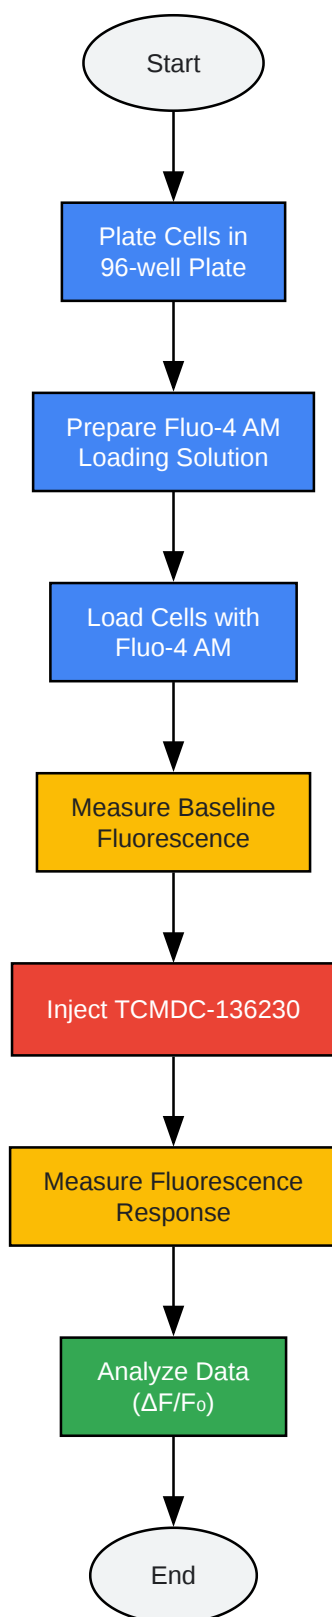 Start
Plate Cells in
96-well Plate
Prepare Fluo-4 AM
Loading Solution
Load Cells with
Fluo-4 AM
Measure Baseline
Fluorescence
Inject TCMDC-136230
Measure Fluorescence
Response
Analyze Data
(ΔF/F₀)
End